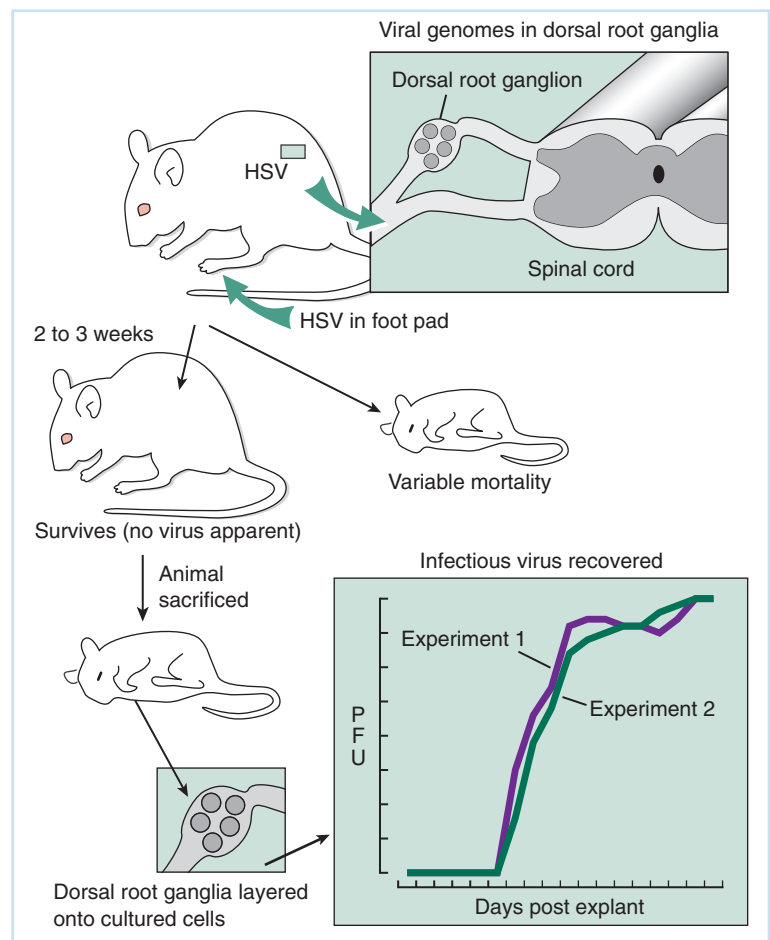 Viral genomes in dorsal root ganglia
Dorsal root ganglion
HSV
Spinal cord
HSV in foot pad
2 to 3 weeks
Variable mortality
Survives (no virus apparent)
Animal
sacrificed
Infectious virus recovered
Experiment 1
Experiment 2
P
F
U
Days post explant
Dorsal root ganglia layered
onto cultured cells